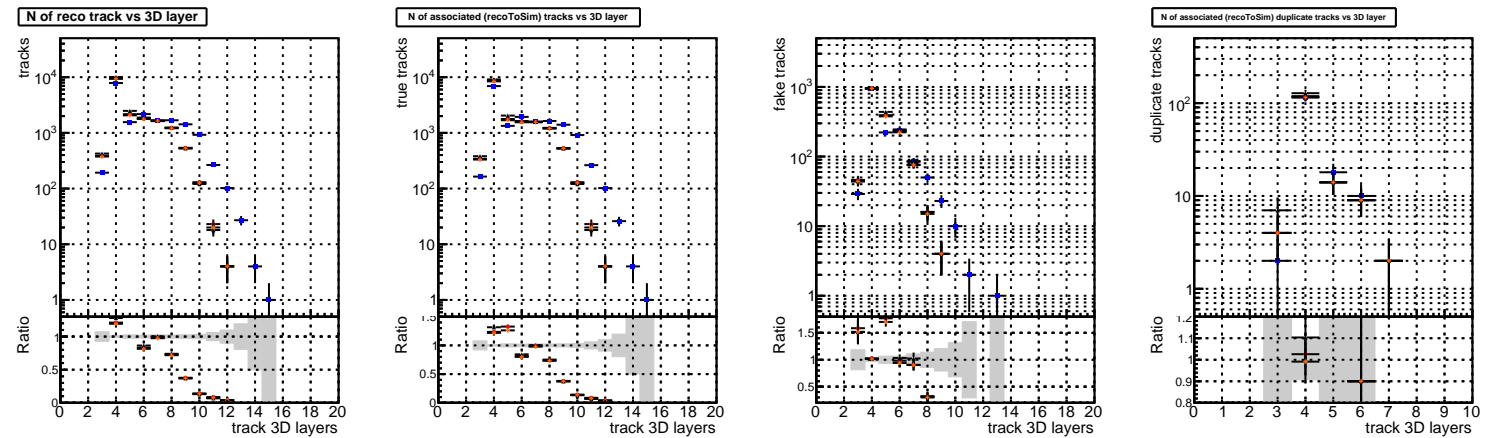 N of reco track vs 3D layer
tracks
10⁴
10³
10²
10
1
Ratio
1
0.5
0
0 2 4 6 8 10 12 14 16 18 20
track 3D layers
N of associated (recoToSim) tracks vs 3D layer
true tracks
10⁴
10³
10²
10
1
Ratio
1.5
1
0.5
0
0 2 4 6 8 10 12 14 16 18 20
track 3D layers
fake tracks
10³
10²
10
1
Ratio
1.5
1.0
0.5
0 2 4 6 8 10 12 14 16 18 20
track 3D layers
N of associated (recoToSim) duplicate tracks vs 3D layer
duplicate tracks
10²
10
1
Ratio
1.2
1.1
1.0
0.9
0.8
0 1 2 3 4 5 6 7 8 9 10
track 3D layers